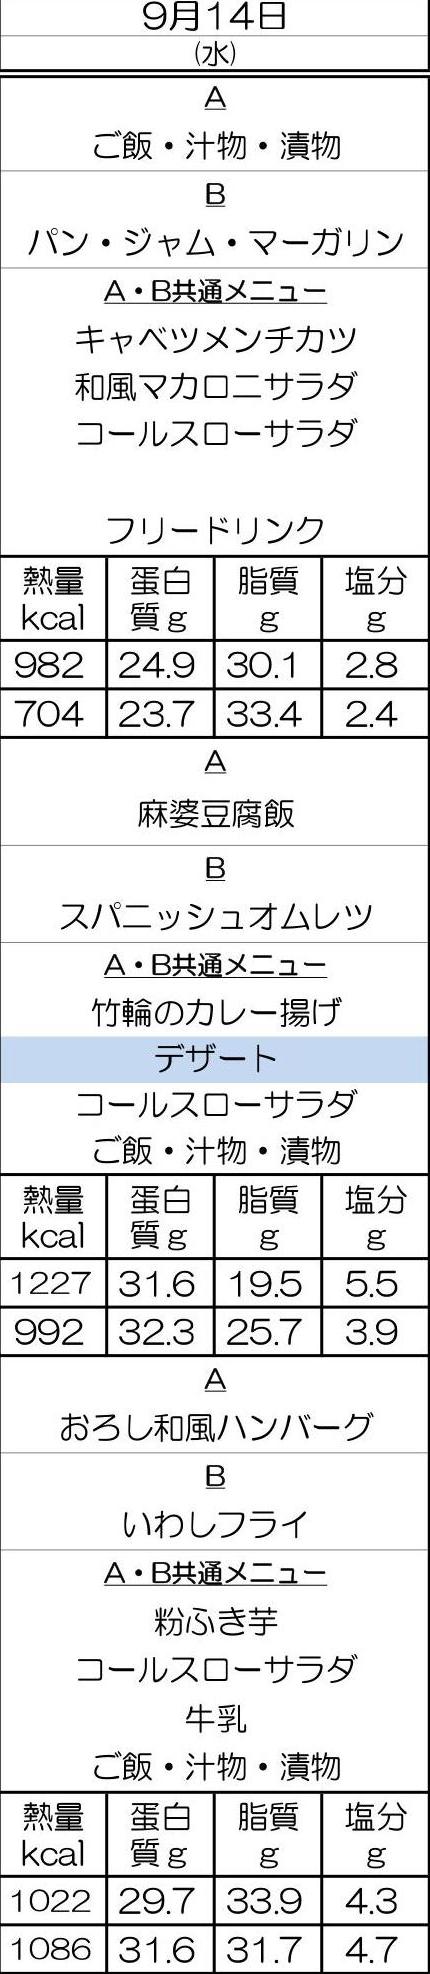 9月14日
(水)
A
ご飯・汁物・漬物
B
パン・ジャム・マーガリン
A・B共通メニュー
キャベツメンチカツ
和風マカロニサラダ
コールスローサラダ
フリードリンク
熱量 蛋白 脂質 塩分
kcal 質g g g
982 24.9 30.1 2.8
704 23.7 33.4 2.4
A
麻婆豆腐飯
B
スパニッシュオムレツ
A・B共通メニュー
竹輪のカレー揚げ
デザート
コールスローサラダ
ご飯・汁物・漬物
熱量 蛋白 脂質 塩分
kcal 質g g g
1227 31.6 19.5 5.5
992 32.3 25.7 3.9
A
おろし和風ハンバーグ
B
いわしフライ
A・B共通メニュー
粉ふき芋
コールスローサラダ
牛乳
ご飯・汁物・漬物
熱量 蛋白 脂質 塩分
kcal 質g g g
1022 29.7 33.9 4.3
1086 31.6 31.7 4.7